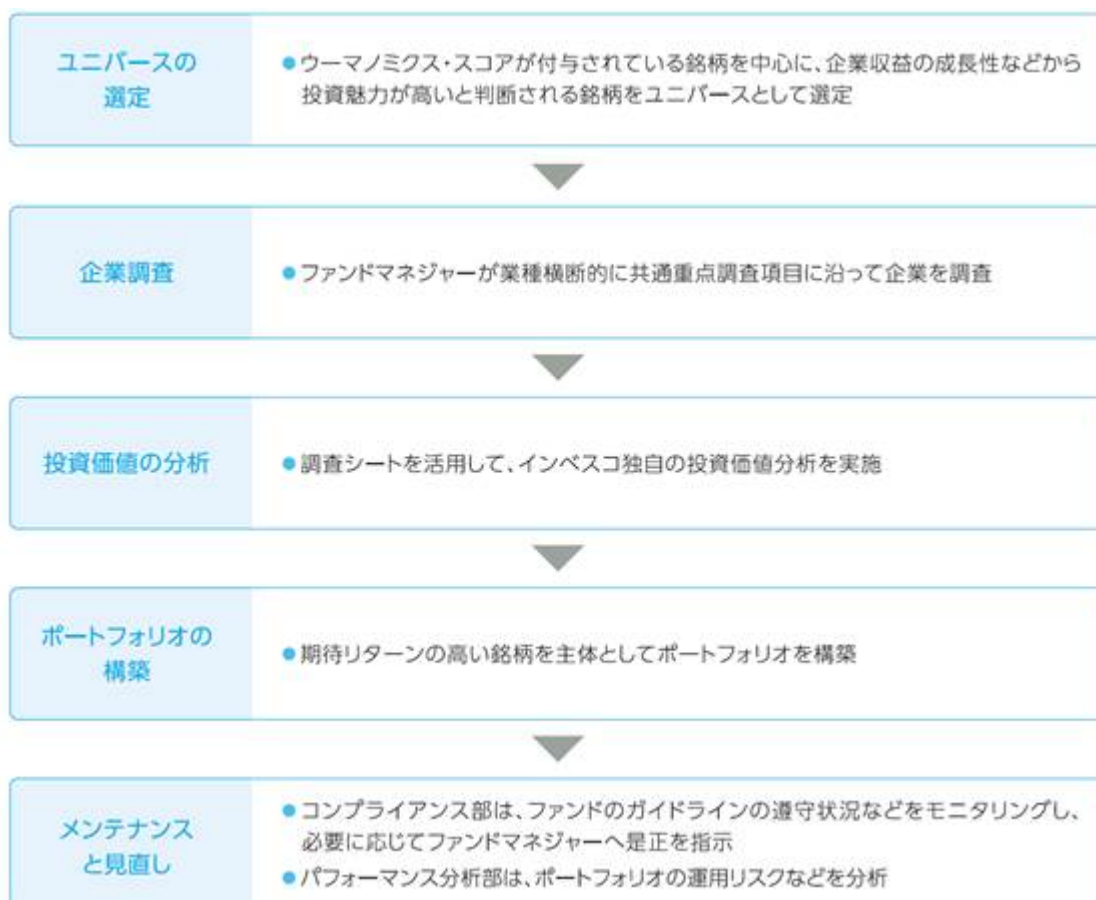 ユニバースの
選定
●ウーマノミクス・スコアが付与されている銘柄を中心に、企業収益の成長性などから
投資魅力が高いと判断される銘柄をユニバースとして選定
企業調査
●ファンドマネジャーが業種横断的に共通重点調査項目に沿って企業を調査
投資価値の分析
●調査シートを活用して、インベスコ独自の投資価値分析を実施
ポートフォリオの
構築
●期待リターンの高い銘柄を主体としてポートフォリオを構築
メンテナンス
と見直し
●コンプライアンス部は、ファンドのガイドラインの遵守状況などをモニタリングし、
必要に応じてファンドマネジャーへ是正を指示
●パフォーマンス分析部は、ポートフォリオの運用リスクなどを分析